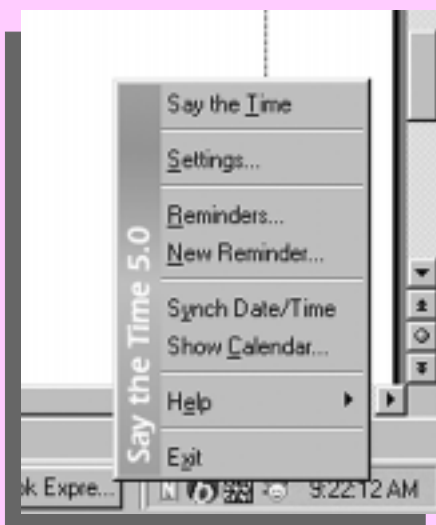 Say the Time
Settings...
Reminders...
New Reminder...
Synch Date/Time
Show Calendar...
Help
Exit
Say the Time 5.0
ok Expre...
9:22:12 AM